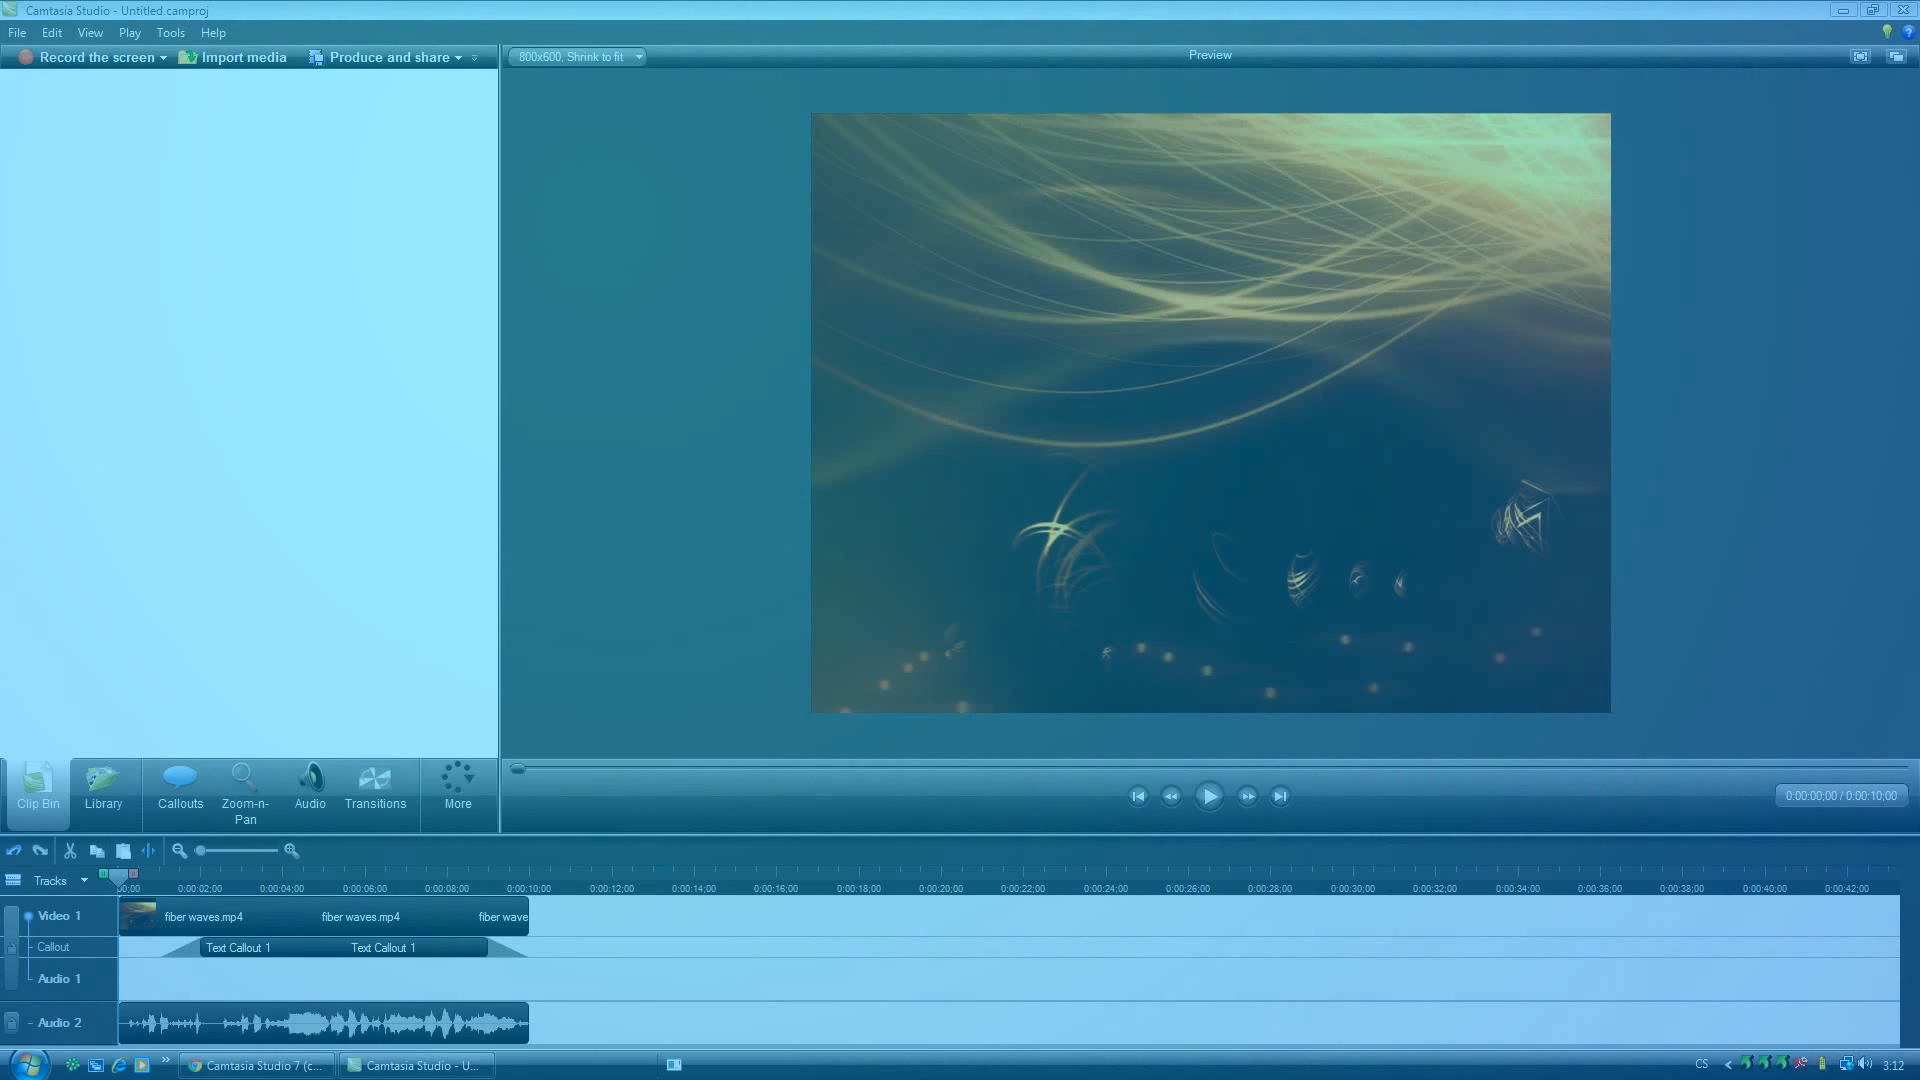 Camtasia Studio - Untitled.camproj
File Edit View Play Tools Help
Record the screen Import media Produce and share
800x600, Shrink to fit
Preview
Clip Bin Library Callouts Zoom-n-Pan Audio Transitions More
0:00:00;00 / 0:00:10;00
Tracks
00;00 0:00:02;00 0:00:04;00 0:00:06;00 0:00:08;00 0:00:10;00 0:00:12;00 0:00:14;00 0:00:16;00 0:00:18;00 0:00:20;00 0:00:22;00 0:00:24;00 0:00:26;00 0:00:28;00 0:00:30;00 0:00:32;00 0:00:34;00 0:00:36;00 0:00:38;00 0:00:40;00 0:00:42;00
Video 1 fiber waves.mp4 fiber waves.mp4 fiber wave
Callout Text Callout 1 Text Callout 1
Audio 1
Audio 2
Camtasia Studio 7 (c... Camtasia Studio - U... CS 3:12